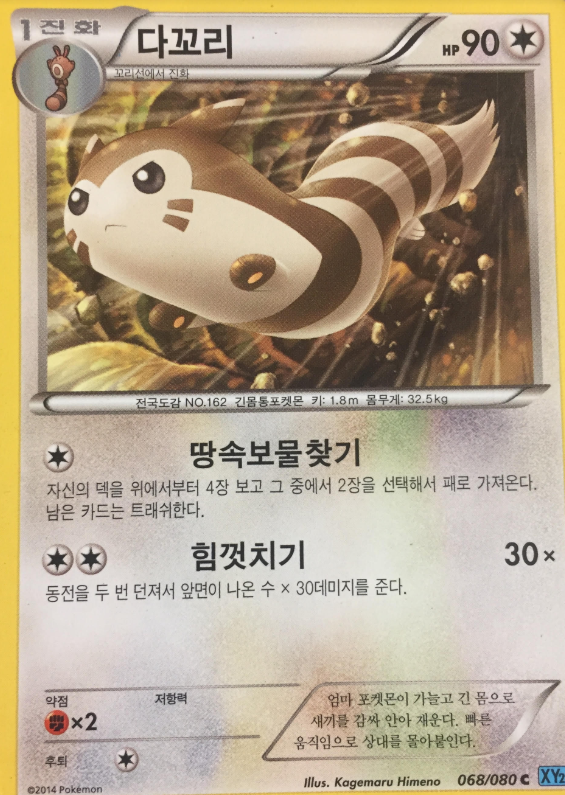 1진화
다꼬리
HP90
꼬리선에서 진화
전국도감 NO.162 긴몸통포켓몬 키: 1.8m 몸무게: 32.5kg
땅속보물찾기
자신의 덱을 위에서부터 4장 보고 그 중에서 2장을 선택해서 패로 가져온다.
남은 카드는 트래쉬한다.
힘껏치기 30×
동전을 두 번 던져서 앞면이 나온 수 × 30데미지를 준다.
약점 저항력
×2
후퇴
엄마 포켓몬이 가늘고 긴 몸으로
새끼를 감싸 안아 재운다. 빠른
움직임으로 상대를 몰아붙인다.
Illus. Kagemaru Himeno 068/080 C XY2
©2014 Pokémon